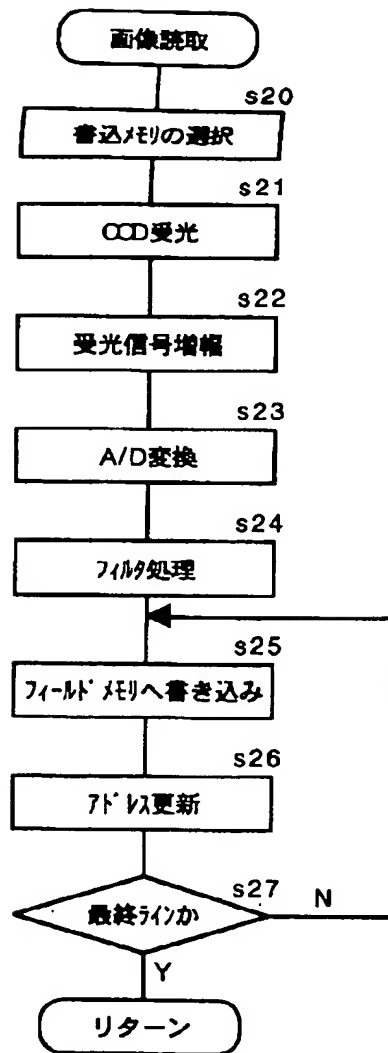 画像読取
s20
書込ﾒﾓﾘの選択
s21
CCD受光
s22
受光信号増幅
s23
A/D変換
s24
ﾌｨﾙﾀ処理
s25
ﾌｨｰﾙﾄﾞﾒﾓﾘへ書き込み
s26
ｱﾄﾞﾚｽ更新
s27
最終ﾗｲﾝか
N
Y
リターン